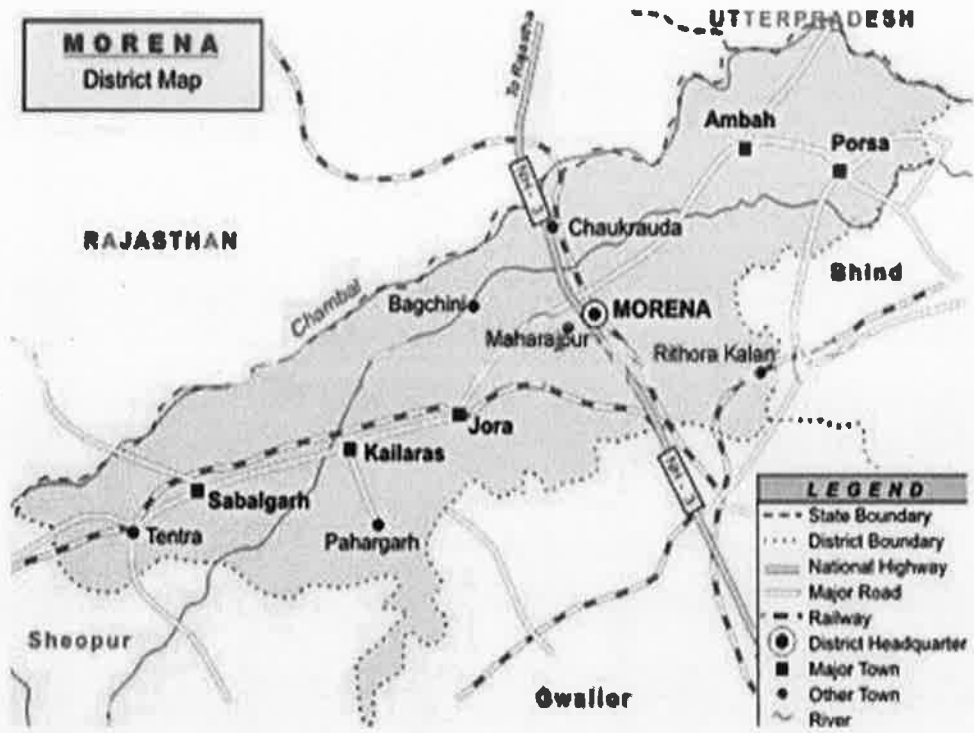 MORENA
District Map
UTTERPRADESH
To Rajasthan
Ambah
Porsa
NH - 3
Chaukrauda
RAJASTHAN
Bhind
Chambal
Bagchini
MORENA
Maharajpur
Rithora Kalan
Jora
Kailaras
NH - 3
Sabalgarh
Tentra
Pahargarh
Sheopur
Gwalior
LEGEND
State Boundary
District Boundary
National Highway
Major Road
Railway
District Headquarter
Major Town
Other Town
River